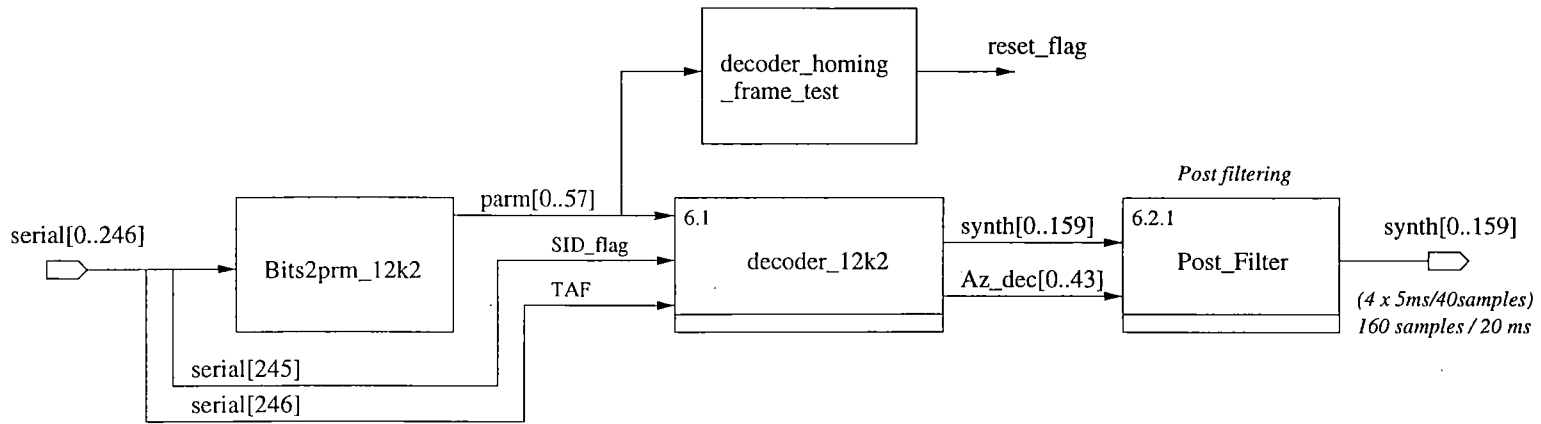 reset_flag
decoder_homing
_frame_test
Post filtering
parm[0..57]
6.1
6.2.1
serial[0..246]
SID_flag
synth[0..159]
synth[0..159]
Bits2prm_12k2
decoder_12k2
Post_Filter
TAF
Az_dec[0..43]
(4 x 5ms/40samples)
160 samples / 20 ms
serial[245]
serial[246]